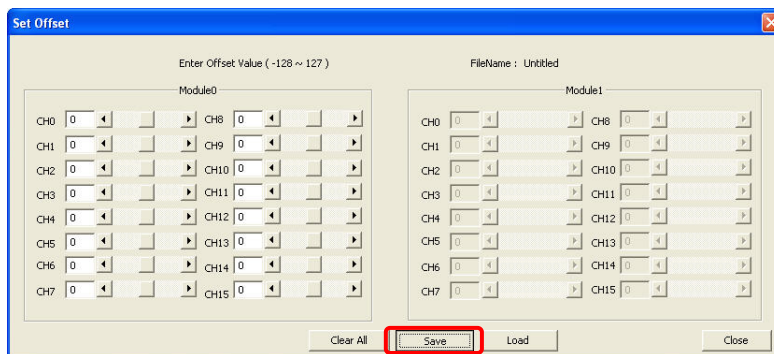 Set Offset
Enter Offset Value ( -128 ~ 127 )
FileName : Untitled
Module0
Module1
CH0 0 CH8 0 CH0 0 CH8 0
CH1 0 CH9 0 CH1 0 CH9 0
CH2 0 CH10 0 CH2 0 CH10 0
CH3 0 CH11 0 CH3 0 CH11 0
CH4 0 CH12 0 CH4 0 CH12 0
CH5 0 CH13 0 CH5 0 CH13 0
CH6 0 CH14 0 CH6 0 CH14 0
CH7 0 CH15 0 CH7 0 CH15 0
Clear All Save Load Close